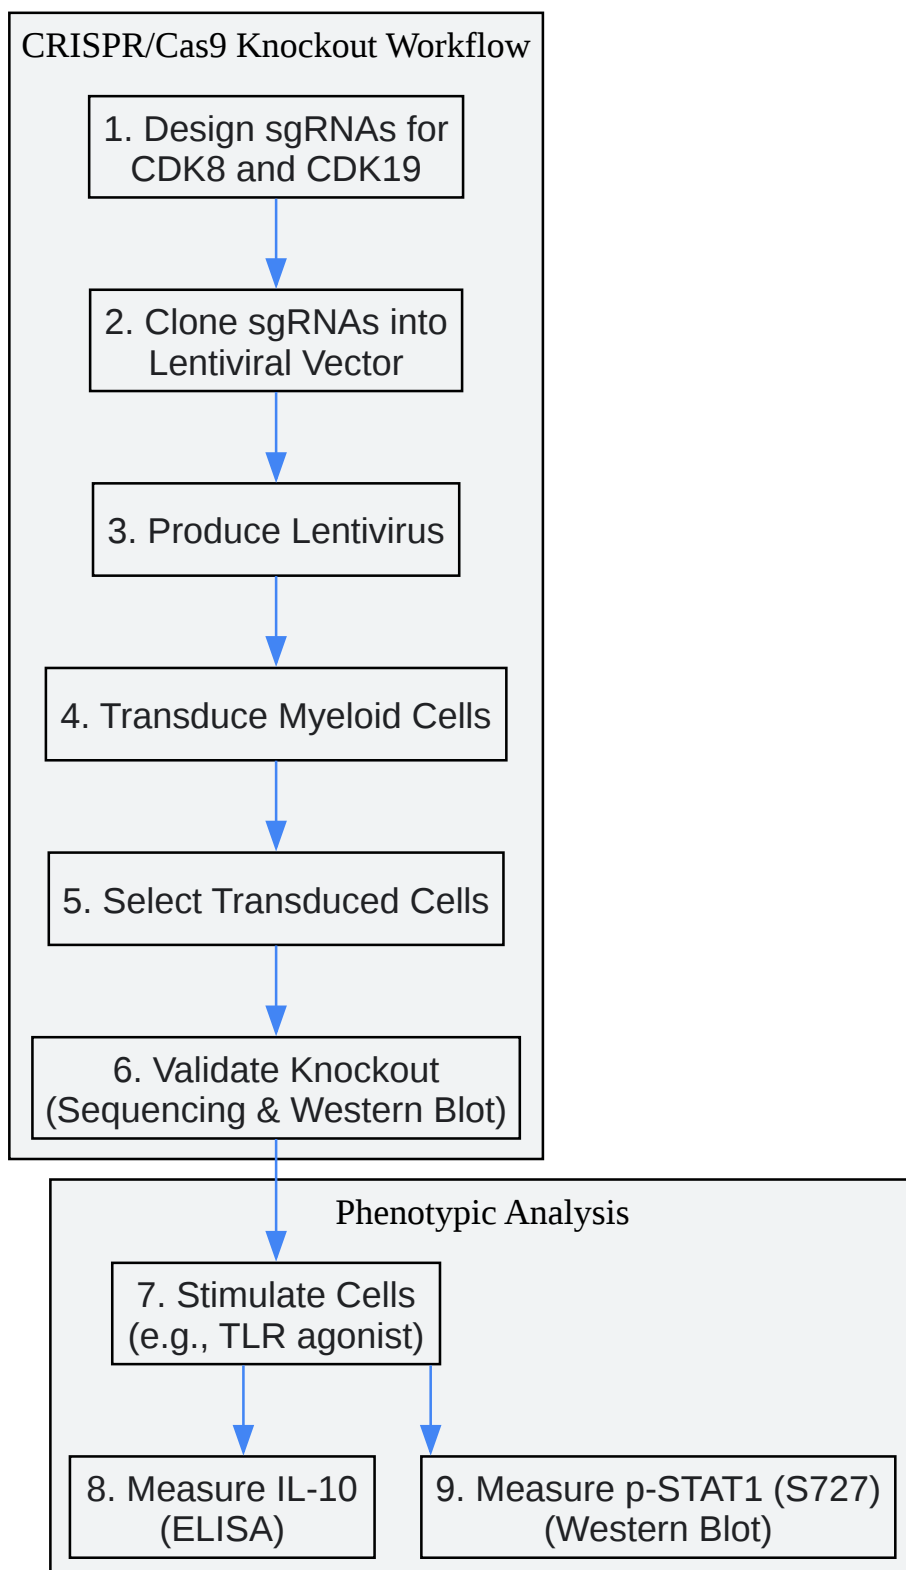 CRISPR/Cas9 Knockout Workflow
1. Design sgRNAs for
CDK8 and CDK19
2. Clone sgRNAs into
Lentiviral Vector
3. Produce Lentivirus
4. Transduce Myeloid Cells
5. Select Transduced Cells
6. Validate Knockout
(Sequencing & Western Blot)
Phenotypic Analysis
7. Stimulate Cells
(e.g., TLR agonist)
8. Measure IL-10
(ELISA)
9. Measure p-STAT1 (S727)
(Western Blot)